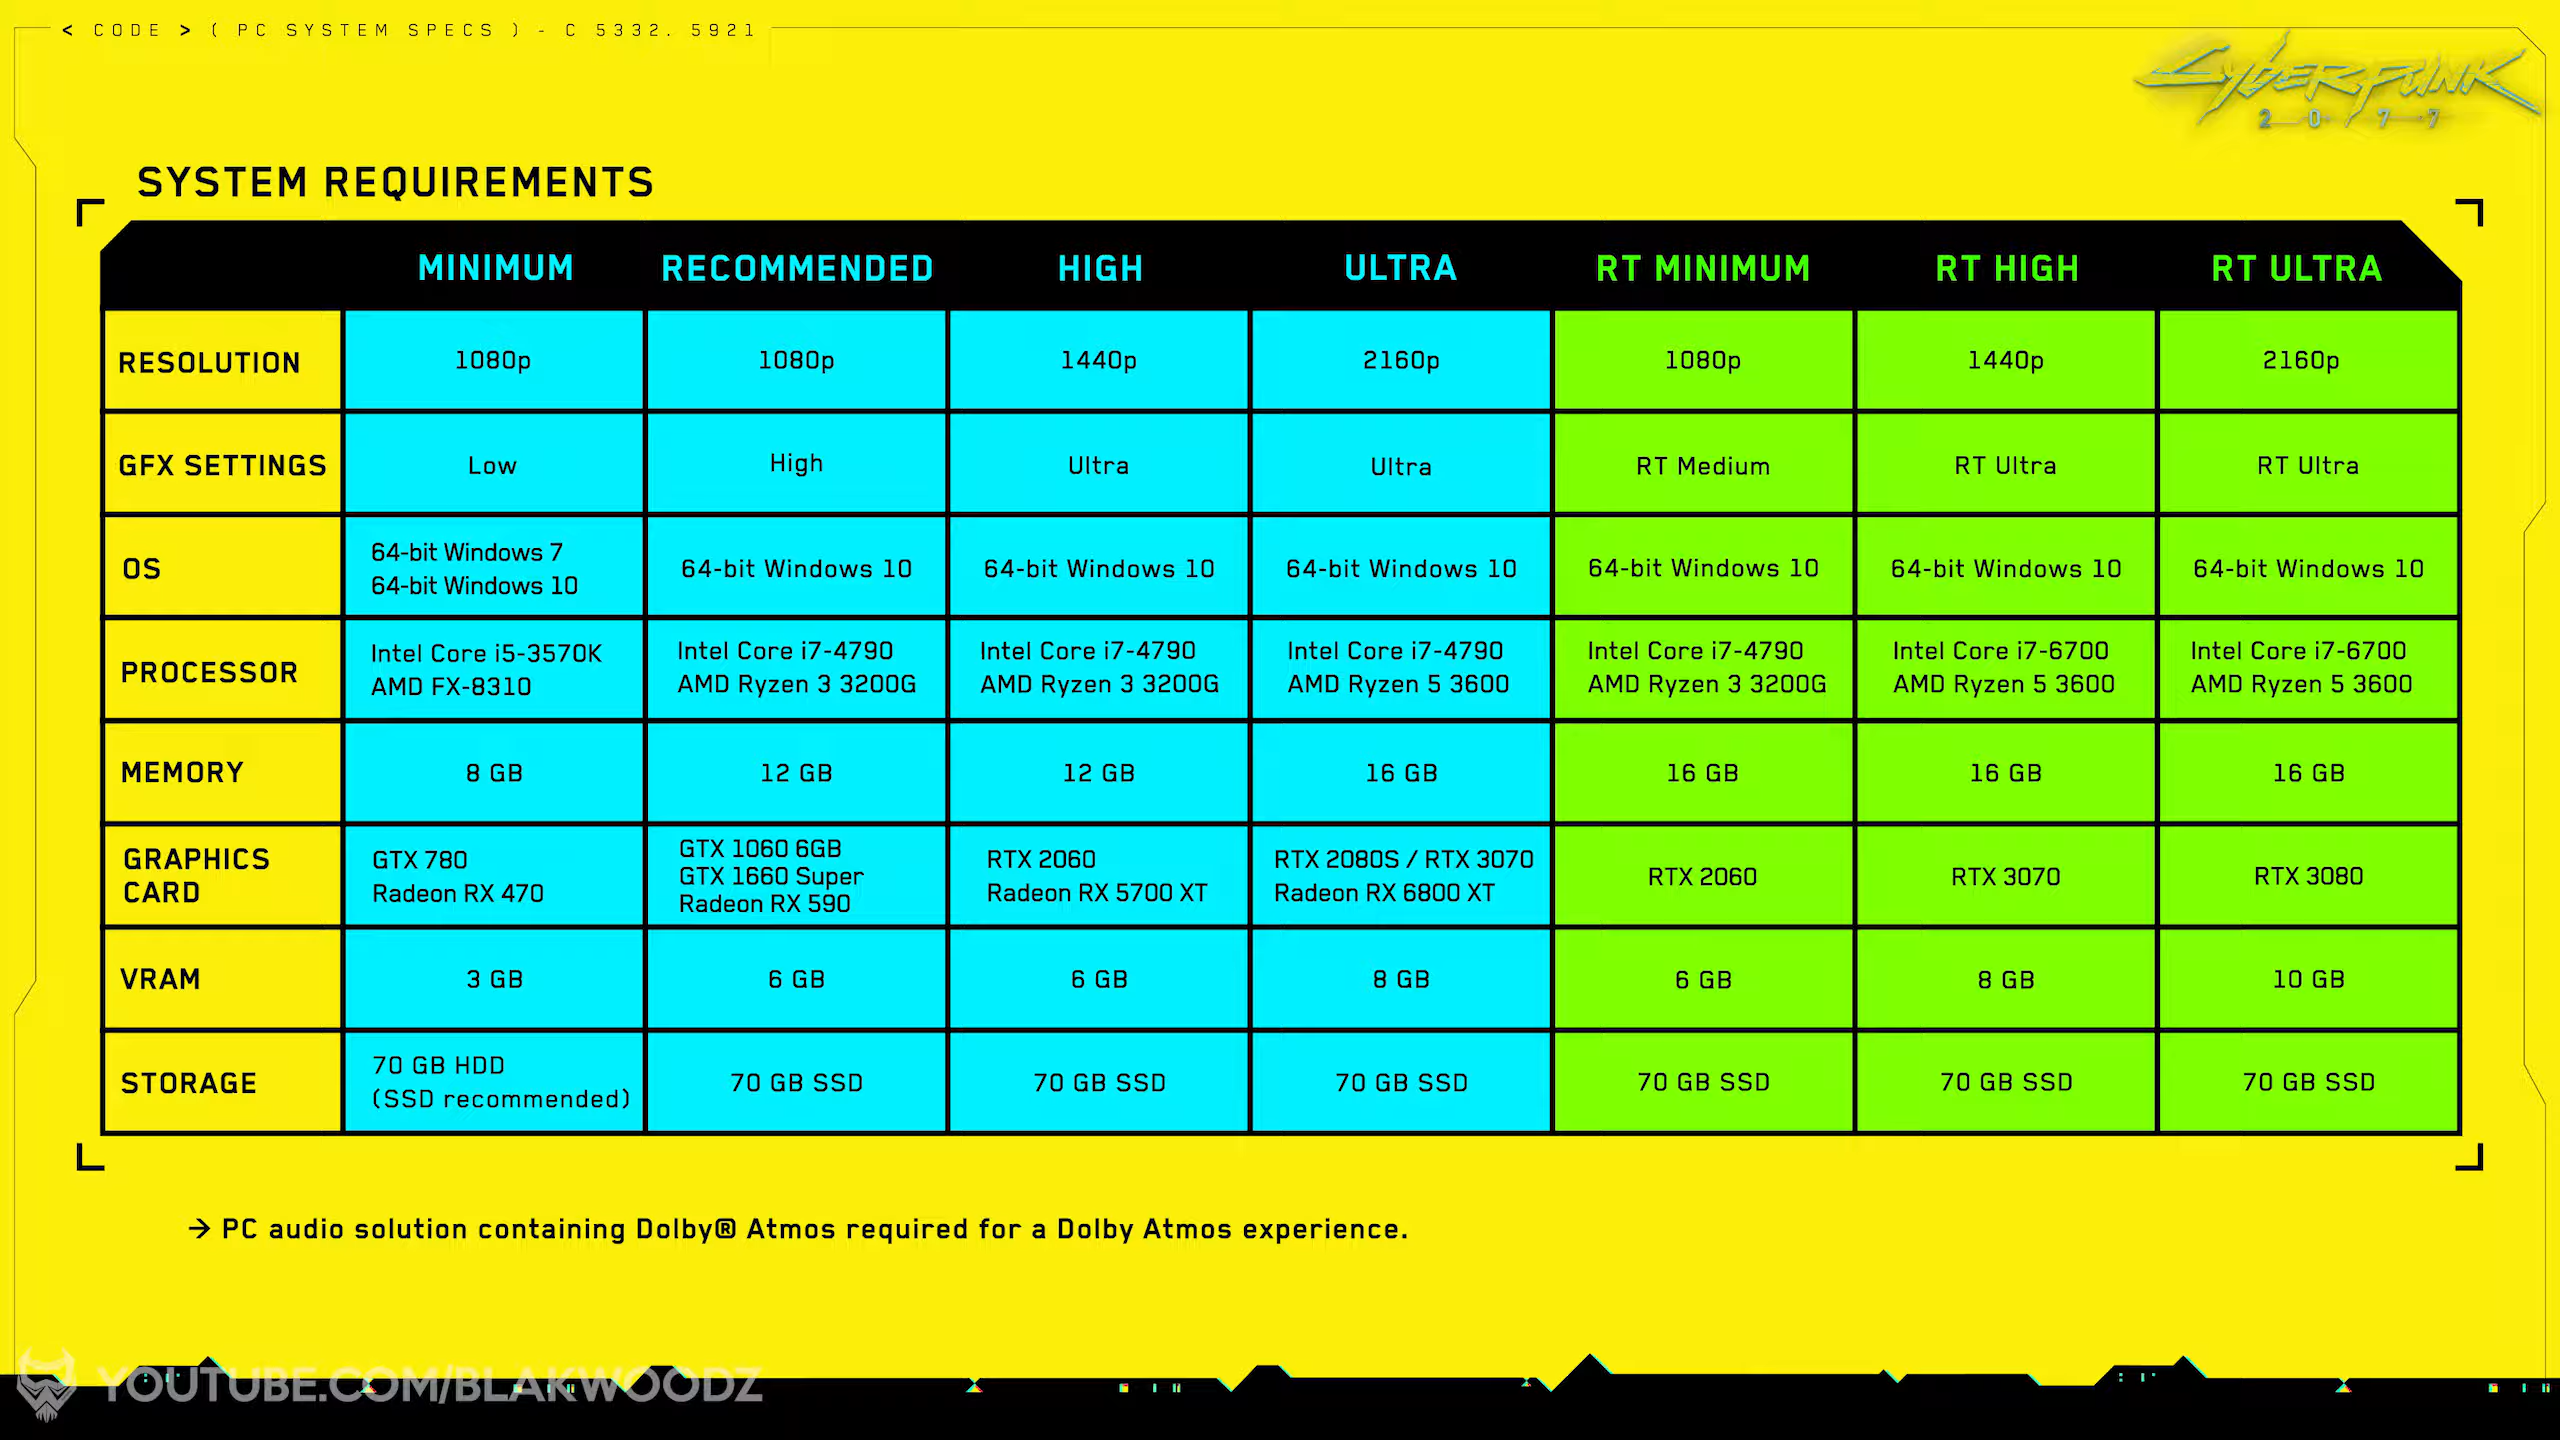 < CODE > ( PC SYSTEM SPECS ) - C 5332. 5921
CYBERPUNK
2077
SYSTEM REQUIREMENTS
MINIMUM RECOMMENDED HIGH ULTRA RT MINIMUM RT HIGH RT ULTRA
RESOLUTION 1080p 1080p 1440p 2160p 1080p 1440p 2160p
GFX SETTINGS Low High Ultra Ultra RT Medium RT Ultra RT Ultra
OS
64-bit Windows 7
64-bit Windows 10
64-bit Windows 10
64-bit Windows 10
64-bit Windows 10
64-bit Windows 10
64-bit Windows 10
64-bit Windows 10
PROCESSOR
Intel Core i5-3570K
AMD FX-8310
Intel Core i7-4790
AMD Ryzen 3 3200G
Intel Core i7-4790
AMD Ryzen 3 3200G
Intel Core i7-4790
AMD Ryzen 5 3600
Intel Core i7-4790
AMD Ryzen 3 3200G
Intel Core i7-6700
AMD Ryzen 5 3600
Intel Core i7-6700
AMD Ryzen 5 3600
MEMORY 8 GB 12 GB 12 GB 16 GB 16 GB 16 GB 16 GB
GRAPHICS
CARD
GTX 780
Radeon RX 470
GTX 1060 6GB
GTX 1660 Super
Radeon RX 590
RTX 2060
Radeon RX 5700 XT
RTX 2080S / RTX 3070
Radeon RX 6800 XT
RTX 2060
RTX 3070
RTX 3080
VRAM 3 GB 6 GB 6 GB 8 GB 6 GB 8 GB 10 GB
STORAGE
70 GB HDD
(SSD recommended)
70 GB SSD
70 GB SSD
70 GB SSD
70 GB SSD
70 GB SSD
70 GB SSD
→ PC audio solution containing Dolby® Atmos required for a Dolby Atmos experience.
YOUTUBE.COM/BLAKWOODZ